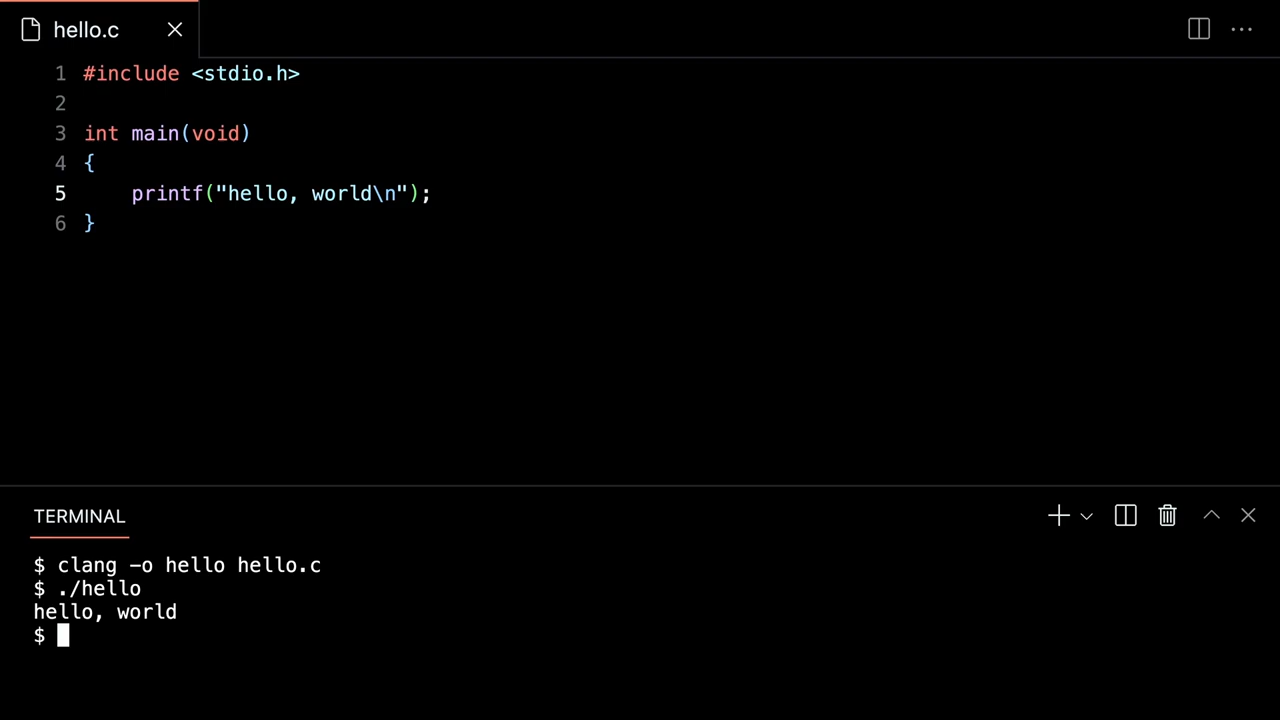 hello.c
1 #include <stdio.h>
2
3 int main(void)
4 {
5     printf("hello, world\n");
6 }
TERMINAL
$ clang -o hello hello.c
$ ./hello
hello, world
$